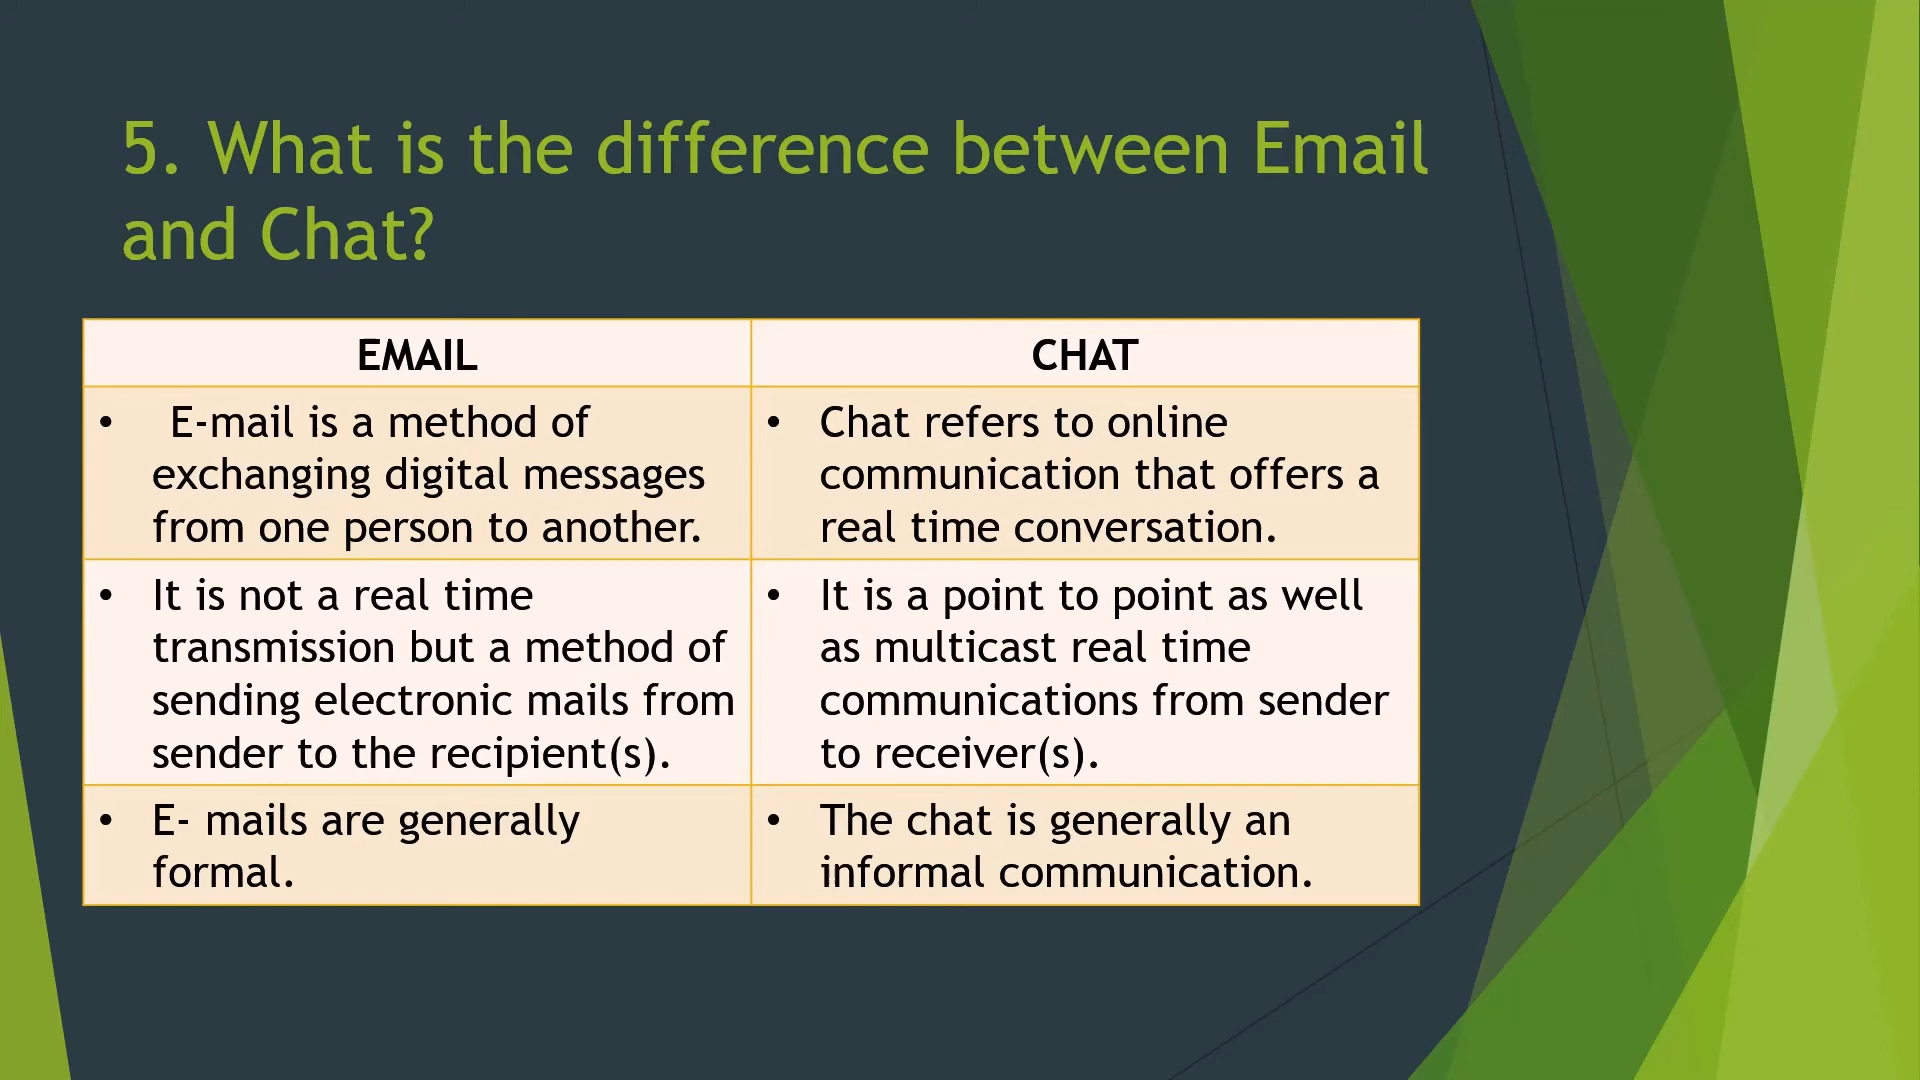 5. What is the difference between Email
and Chat?
EMAIL
CHAT
• E-mail is a method of
exchanging digital messages
from one person to another.
• Chat refers to online
communication that offers a
real time conversation.
• It is not a real time
transmission but a method of
sending electronic mails from
sender to the recipient(s).
• It is a point to point as well
as multicast real time
communications from sender
to receiver(s).
• E- mails are generally
formal.
• The chat is generally an
informal communication.